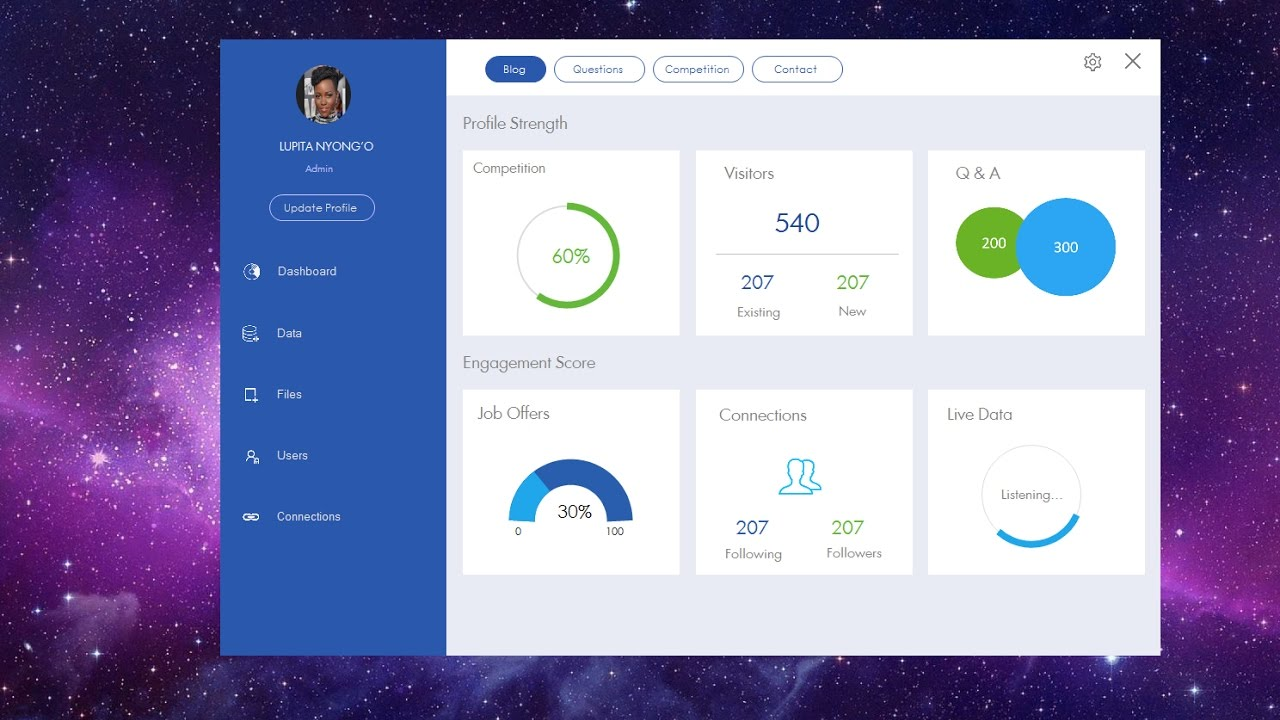 LUPITA NYONG'O
Admin
Update Profile
Dashboard
Data
Files
Users
Connections
Blog
Questions
Competition
Contact
Profile Strength
Competition
60%
Visitors
540
207
207
Existing
New
Q & A
200
300
Engagement Score
Job Offers
30%
0
100
Connections
207
207
Following
Followers
Live Data
Listening...